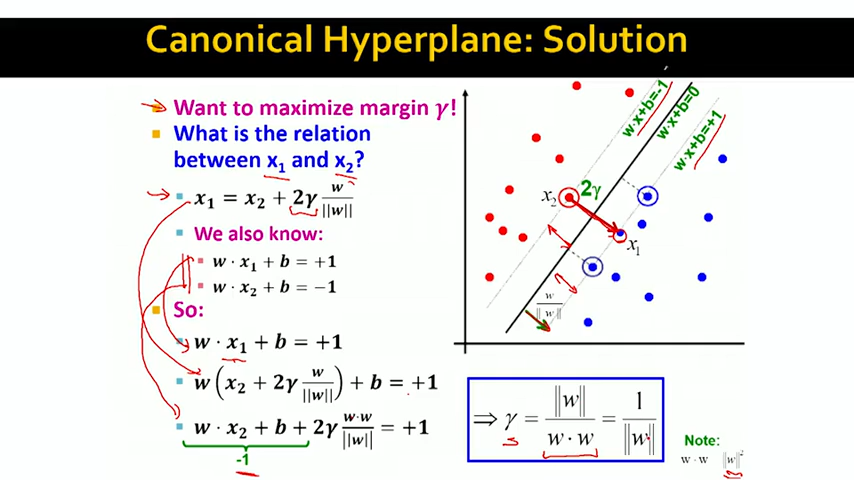 Canonical Hyperplane: Solution
Want to maximize margin γ!
What is the relation
between x₁ and x₂?
x₁ = x₂ + 2γ w/||w||
We also know:
w · x₁ + b = +1
w · x₂ + b = −1
So:
w · x₁ + b = +1
w(x₂ + 2γ w/||w||) + b = +1
w · x₂ + b + 2γ w·w/||w|| = +1
-1
w·x+b=-1
w·x+b=0
w·x+b=+1
2γ
x₂
x₁
w/||w||
⇒ γ = ||w||/(w · w) = 1/||w||
Note:
w·w ||w||²